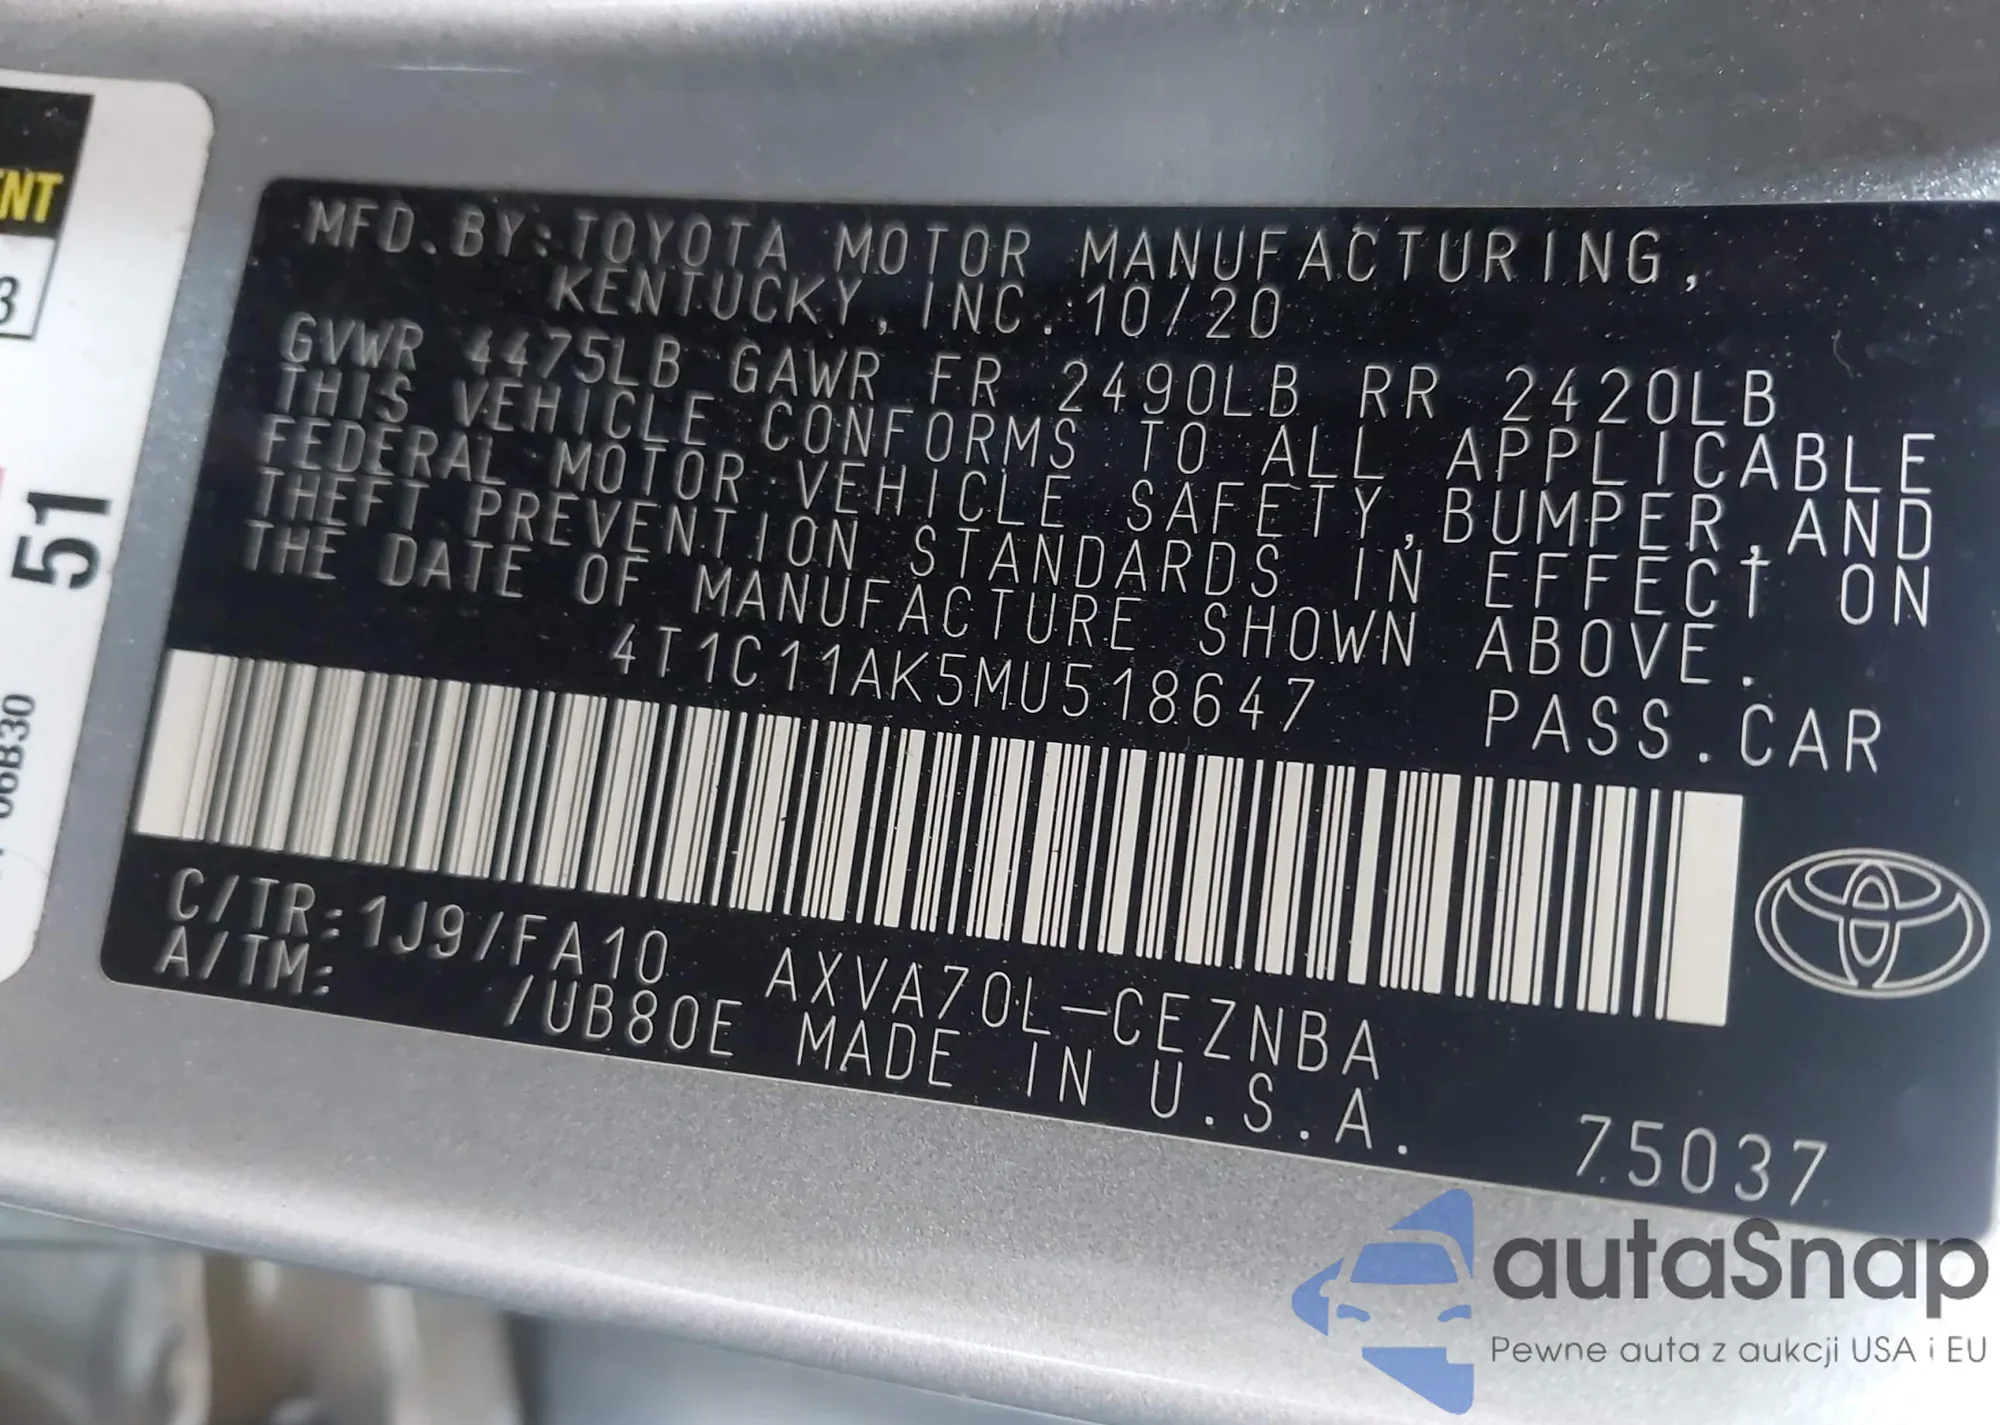 ENT
3
51
06B30
MFD. BY: TOYOTA MOTOR MANUFACTURING,
KENTUCKY, INC. 10/20
GVWR 4475LB GAWR FR 2490LB RR 2420LB
THIS VEHICLE CONFORMS TO ALL APPLICABLE
FEDERAL MOTOR VEHICLE SAFETY, BUMPER, AND
THEFT PREVENTION STANDARDS IN EFFECT ON
THE DATE OF MANUFACTURE SHOWN ABOVE.
4T1C11AK5MU518647 PASS. CAR
C/TR: 1J9/FA10 AXVA70L-CEZNBA
A/TM: /UB80E MADE IN U.S.A.
75037
autaSnap
Pewne auta z aukcji USA i EU